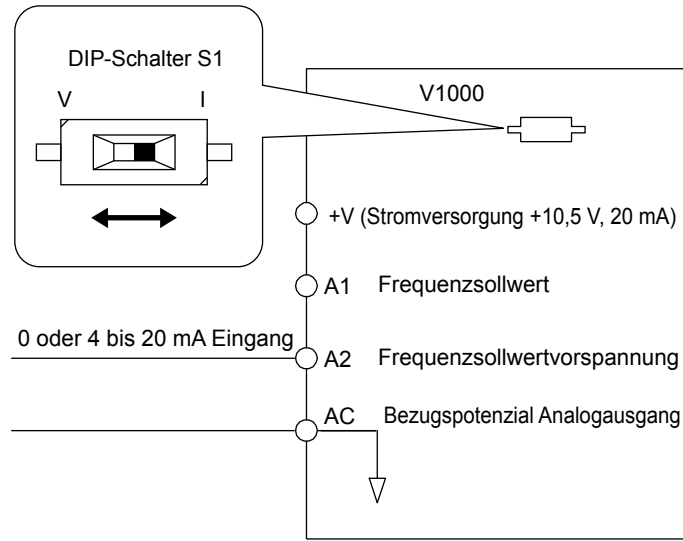 DIP-Schalter S1
V I
V1000
+V (Stromversorgung +10,5 V, 20 mA)
A1 Frequenzsollwert
0 oder 4 bis 20 mA Eingang
A2 Frequenzsollwertvorspannung
AC Bezugspotenzial Analogausgang